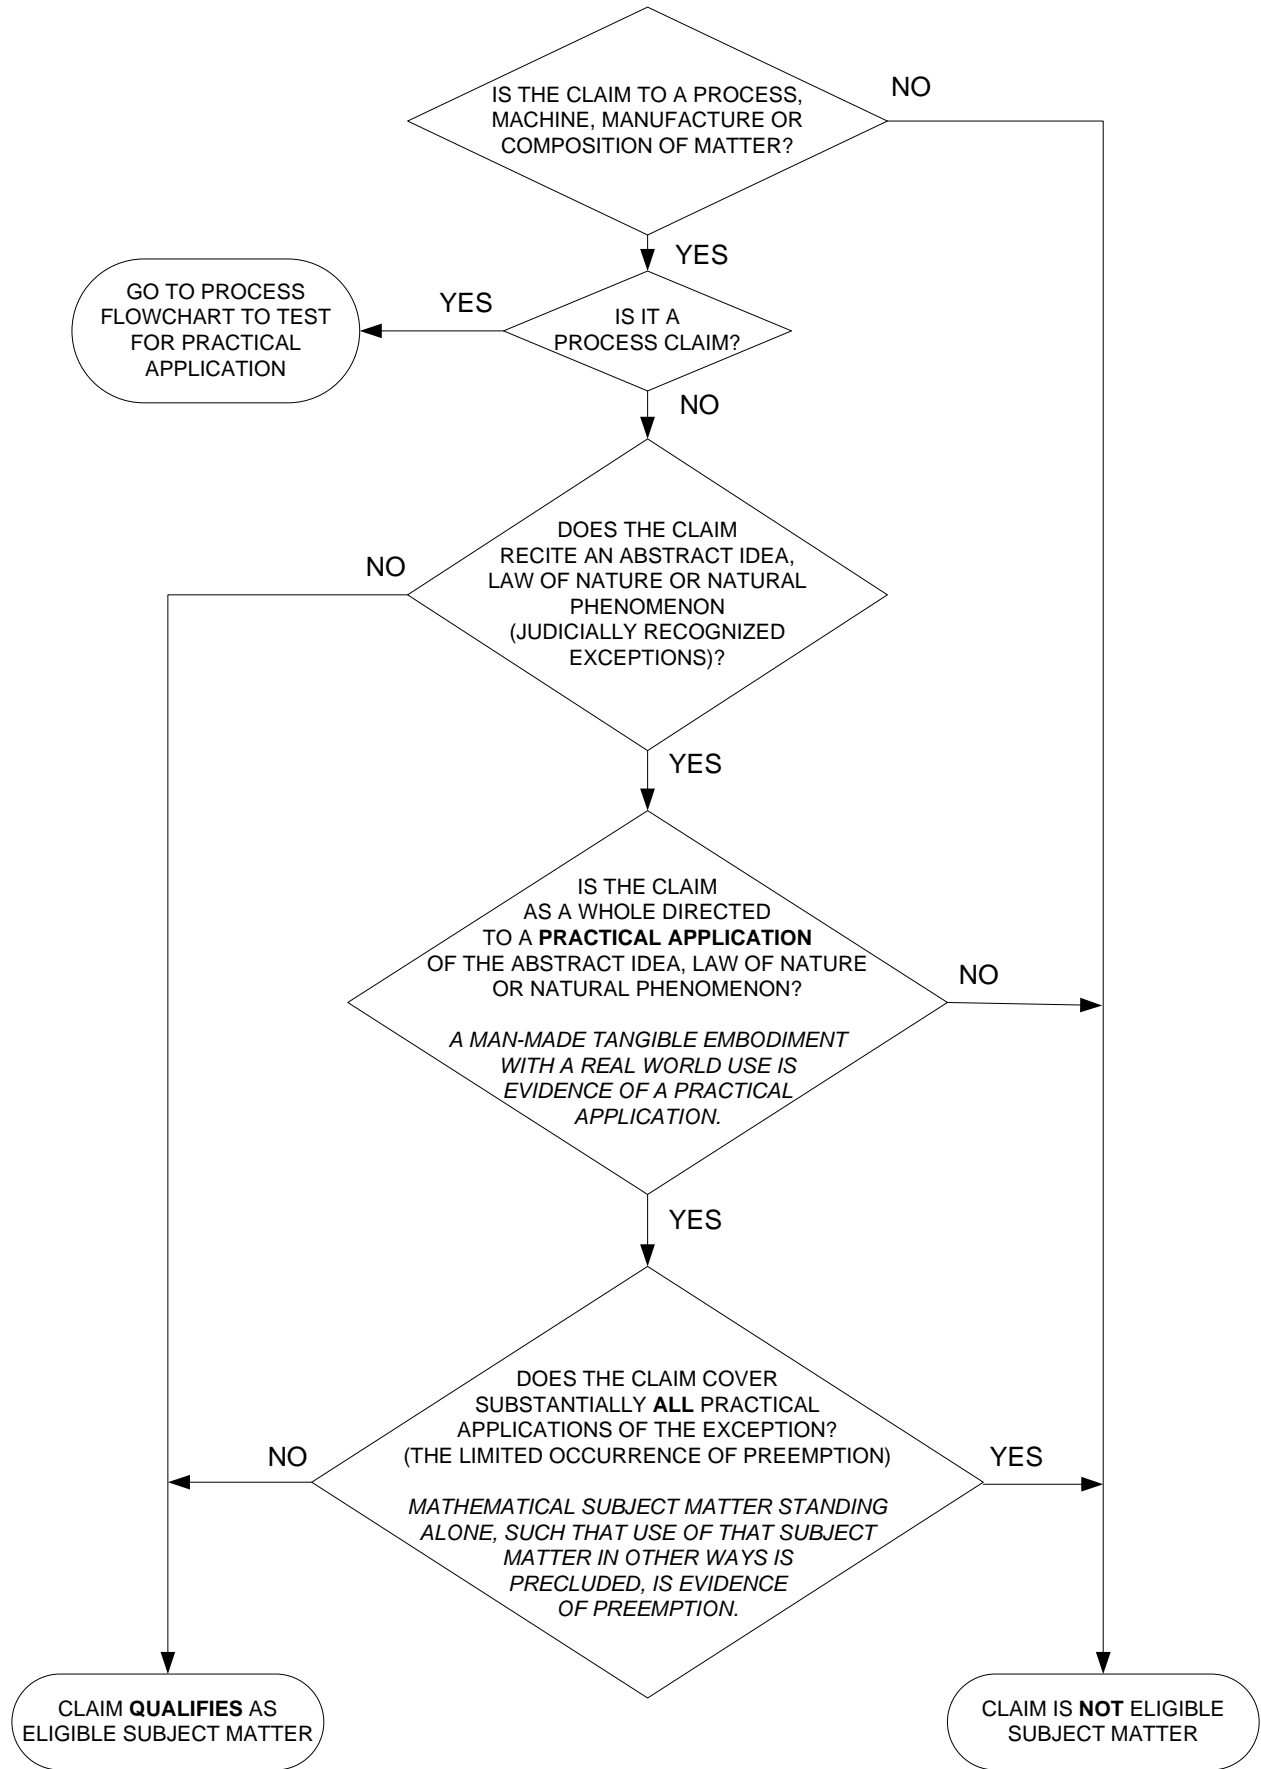 IS THE CLAIM TO A PROCESS,
MACHINE, MANUFACTURE OR
COMPOSITION OF MATTER?
NO
YES
GO TO PROCESS
FLOWCHART TO TEST
FOR PRACTICAL
APPLICATION
YES
IS IT A
PROCESS CLAIM?
NO
DOES THE CLAIM
RECITE AN ABSTRACT IDEA,
LAW OF NATURE OR NATURAL
PHENOMENON
(JUDICIALLY RECOGNIZED
EXCEPTIONS)?
NO
YES
IS THE CLAIM
AS A WHOLE DIRECTED
TO A PRACTICAL APPLICATION
OF THE ABSTRACT IDEA, LAW OF NATURE
OR NATURAL PHENOMENON?
A MAN-MADE TANGIBLE EMBODIMENT
WITH A REAL WORLD USE IS
EVIDENCE OF A PRACTICAL
APPLICATION.
NO
YES
DOES THE CLAIM COVER
SUBSTANTIALLY ALL PRACTICAL
APPLICATIONS OF THE EXCEPTION?
(THE LIMITED OCCURRENCE OF PREEMPTION)
MATHEMATICAL SUBJECT MATTER STANDING
ALONE, SUCH THAT USE OF THAT SUBJECT
MATTER IN OTHER WAYS IS
PRECLUDED, IS EVIDENCE
OF PREEMPTION.
NO
YES
CLAIM QUALIFIES AS
ELIGIBLE SUBJECT MATTER
CLAIM IS NOT ELIGIBLE
SUBJECT MATTER